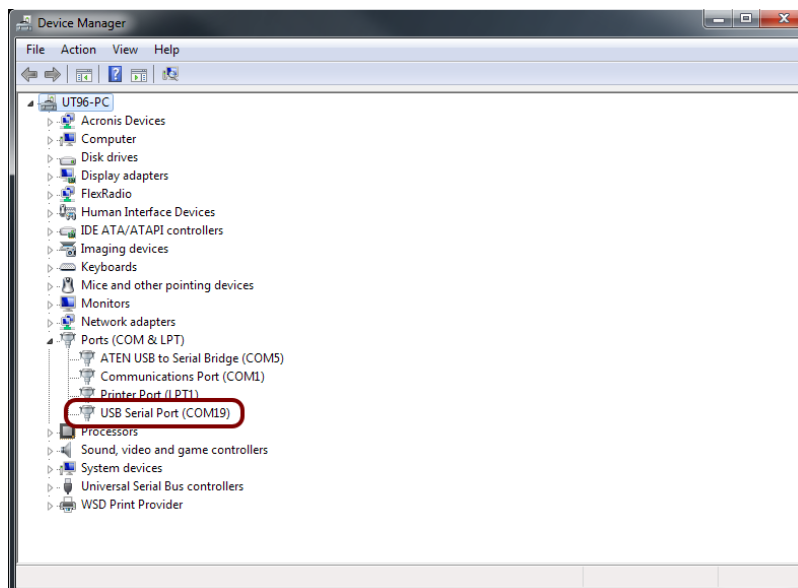 Device Manager
File Action View Help
UT96-PC
Acronis Devices
Computer
Disk drives
Display adapters
FlexRadio
Human Interface Devices
IDE ATA/ATAPI controllers
Imaging devices
Keyboards
Mice and other pointing devices
Monitors
Network adapters
Ports (COM & LPT)
ATEN USB to Serial Bridge (COM5)
Communications Port (COM1)
Printer Port (LPT1)
USB Serial Port (COM19)
Processors
Sound, video and game controllers
System devices
Universal Serial Bus controllers
WSD Print Provider